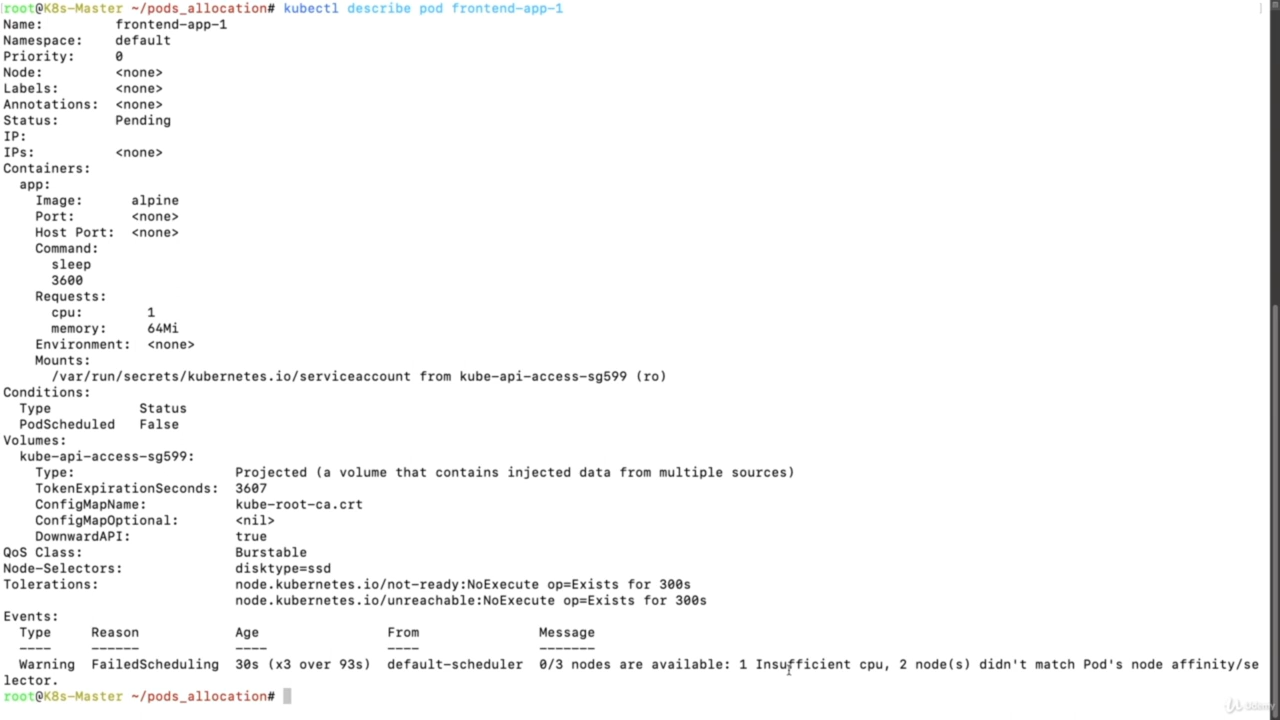 root@K8s-Master ~/pods_allocation# kubectl describe pod frontend-app-1
Name:         frontend-app-1
Namespace:    default
Priority:     0
Node:         <none>
Labels:       <none>
Annotations:  <none>
Status:       Pending
IP:
IPs:          <none>
Containers:
  app:
    Image:      alpine
    Port:       <none>
    Host Port:  <none>
    Command:
      sleep
      3600
    Requests:
      cpu:        1
      memory:     64Mi
    Environment:  <none>
    Mounts:
      /var/run/secrets/kubernetes.io/serviceaccount from kube-api-access-sg599 (ro)
Conditions:
  Type           Status
  PodScheduled   False
Volumes:
  kube-api-access-sg599:
    Type:                    Projected (a volume that contains injected data from multiple sources)
    TokenExpirationSeconds:  3607
    ConfigMapName:           kube-root-ca.crt
    ConfigMapOptional:       <nil>
    DownwardAPI:             true
QoS Class:                   Burstable
Node-Selectors:              disktype=ssd
Tolerations:                 node.kubernetes.io/not-ready:NoExecute op=Exists for 300s
                             node.kubernetes.io/unreachable:NoExecute op=Exists for 300s
Events:
  Type     Reason            Age                From               Message
  ----     ------            ----               ----               -------
  Warning  FailedScheduling  30s (x3 over 93s)  default-scheduler  0/3 nodes are available: 1 Insufficient cpu, 2 node(s) didn't match Pod's node affinity/se
lector.
root@K8s-Master ~/pods_allocation#
Udemy